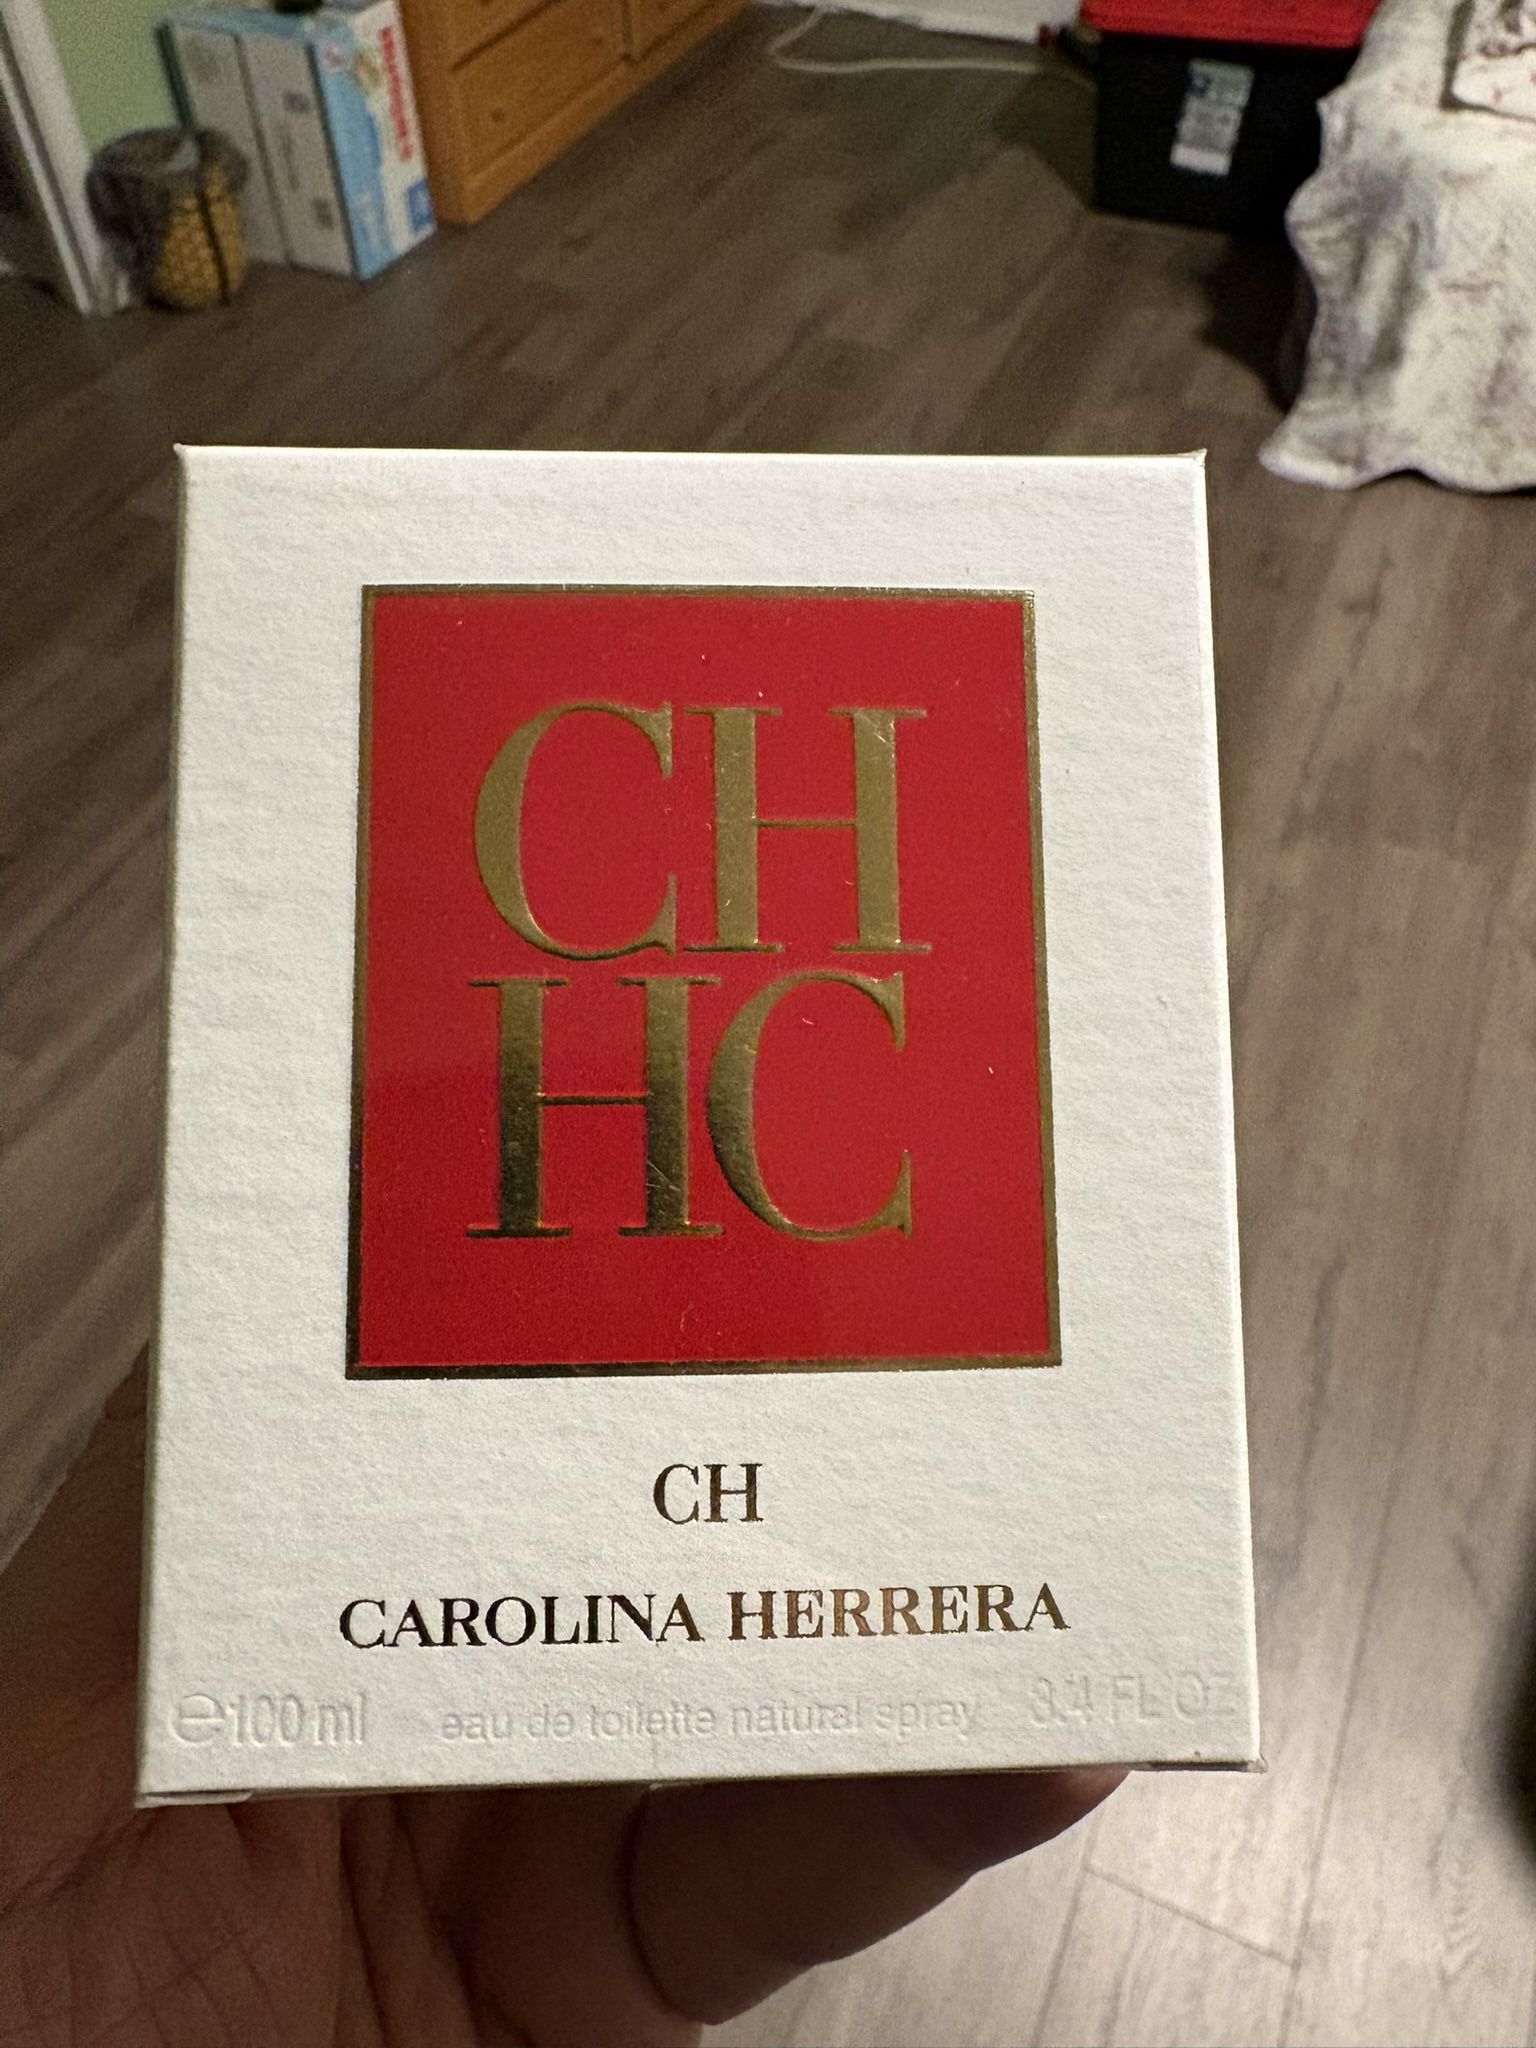 CH
HC
CH
CAROLINA HERRERA
e 100 ml eau de toilette natural spray 3.4 FL OZ